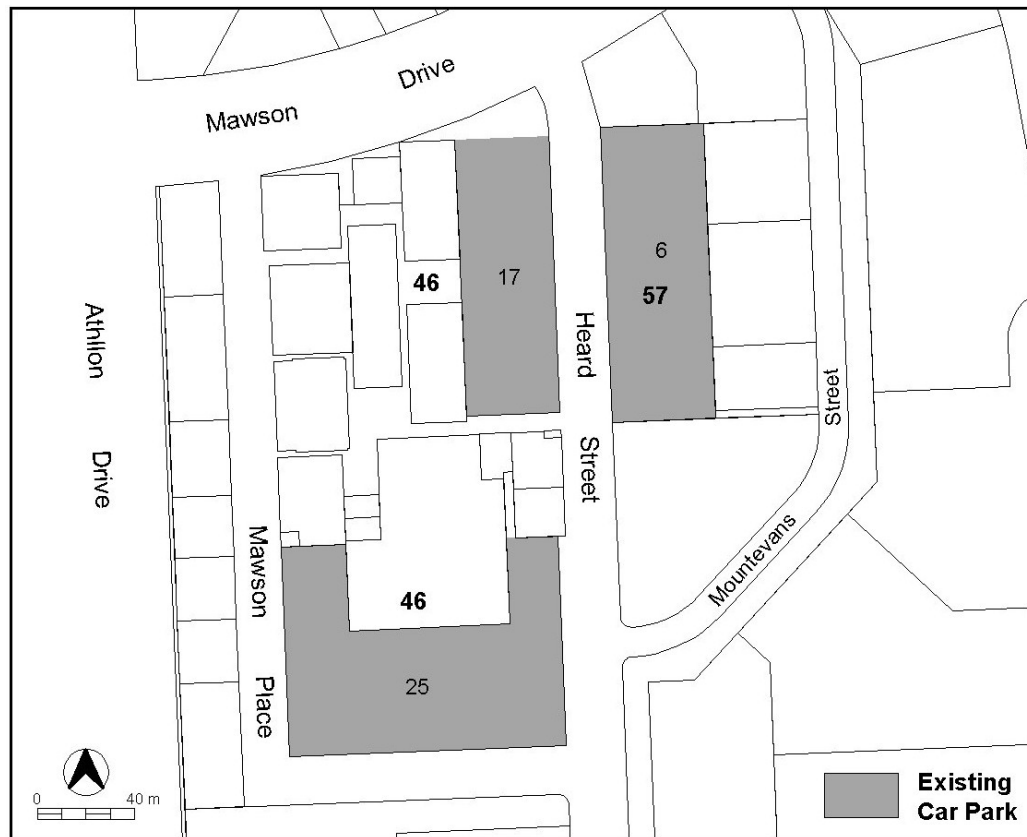 Mawson Drive
6
46
17
57
Athllon Drive
Heard Street
Street
Mawson Place
46
Mountevans
25
0 40 m
Existing
Car Park